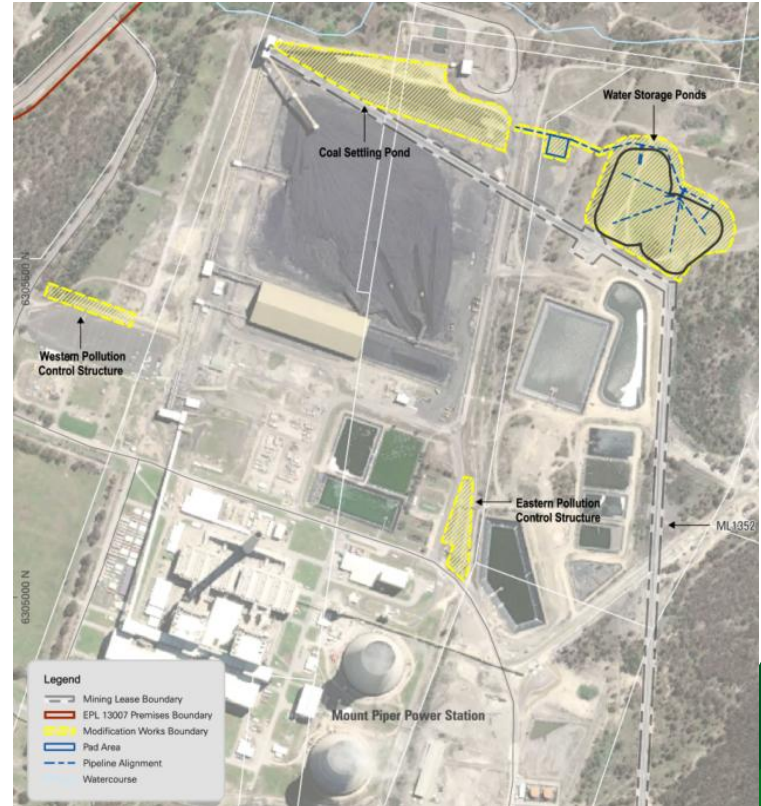 Water Storage Ponds
Coal Settling Pond
6305500 N
Western Pollution
Control Structure
Eastern Pollution
Control Structure
ML1352
6305000 N
Mount Piper Power Station
Legend
Mining Lease Boundary
EPL 13007 Premises Boundary
Modification Works Boundary
Pad Area
Pipeline Alignment
Watercourse